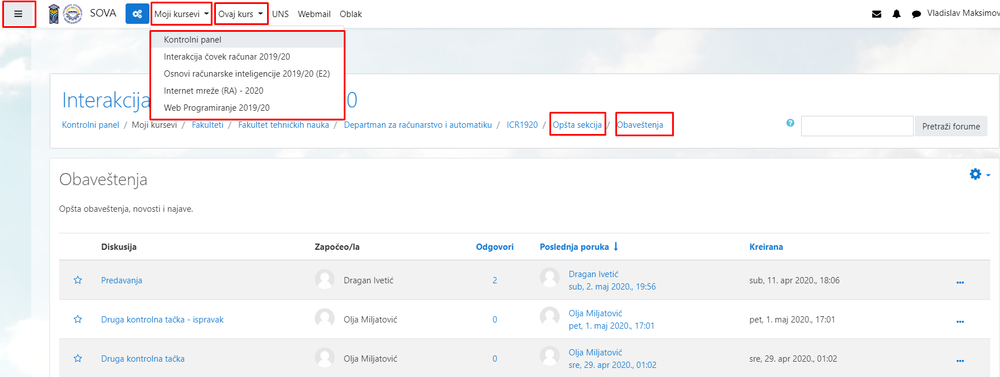 SOVA Moji kursevi Ovaj kurs UNS Webmail Oblak Vladislav Maksimov
Kontrolni panel
Interakcija čovek računar 2019/20
Osnovi računarske inteligencije 2019/20 (E2)
Internet mreže (RA) - 2020
Web Programiranje 2019/20
Interakcija 0
Kontrolni panel / Moji kursevi / Fakulteti / Fakultet tehničkih nauka / Departman za računarstvo i automatiku / ICR1920 / Opšta sekcija / Obaveštenja
Pretraži forume
Obaveštenja
Opšta obaveštenja, novosti i najave.
Diskusija Započeo/la Odgovori Poslednja poruka Kreirana
Predavanja Dragan Ivetić 2 Dragan Ivetić sub, 11. apr 2020., 18:06
sub, 2. maj 2020., 19:56
Druga kontrolna tačka - ispravak Olja Miljatović 0 Olja Miljatović pet, 1. maj 2020., 17:01
pet, 1. maj 2020., 17:01
Druga kontrolna tačka Olja Miljatović 0 Olja Miljatović sre, 29. apr 2020., 01:02
sre, 29. apr 2020., 01:02